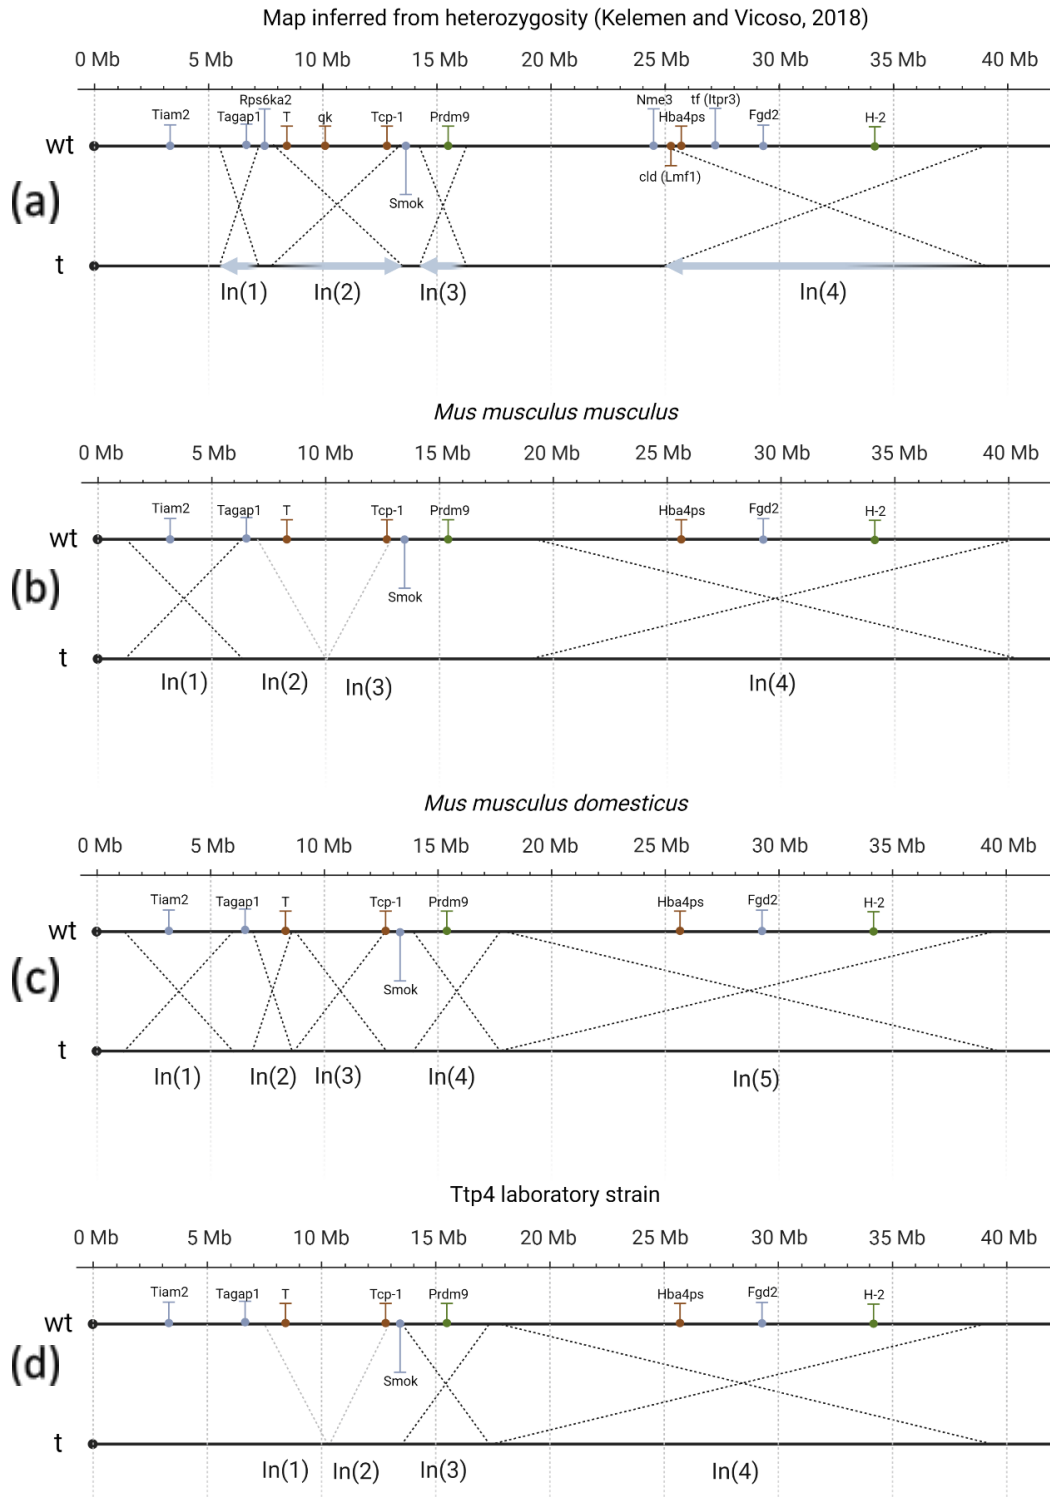 Map inferred from heterozygosity (Kelemen and Vicoso, 2018)
0 Mb 5 Mb 10 Mb 15 Mb 20 Mb 25 Mb 30 Mb 35 Mb 40 Mb
Rps6ka2 Nme3 tf (Itpr3)
Tiam2 Tagap1 T qk Tcp-1 Prdm9 Hba4ps Fgd2 H-2
wt
cld (Lmf1)
(a) Smok
t
In(1) In(2) In(3) In(4)
Mus musculus musculus
0 Mb 5 Mb 10 Mb 15 Mb 20 Mb 25 Mb 30 Mb 35 Mb 40 Mb
Tiam2 Tagap1 T Tcp-1 Prdm9 Hba4ps Fgd2 H-2
wt
(b) Smok
t
In(1) In(2) In(3) In(4)
Mus musculus domesticus
0 Mb 5 Mb 10 Mb 15 Mb 20 Mb 25 Mb 30 Mb 35 Mb 40 Mb
Tiam2 Tagap1 T Tcp-1 Prdm9 Hba4ps Fgd2 H-2
wt
(c) Smok
t
In(1) In(2) In(3) In(4) In(5)
Ttp4 laboratory strain
0 Mb 5 Mb 10 Mb 15 Mb 20 Mb 25 Mb 30 Mb 35 Mb 40 Mb
Tiam2 Tagap1 T Tcp-1 Prdm9 Hba4ps Fgd2 H-2
wt
(d) Smok
t
In(1) In(2) In(3) In(4)